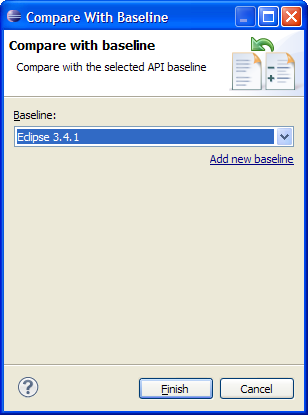 Compare With Baseline
Compare with baseline
Compare with the selected API baseline
Baseline:
Eclipse 3.4.1
Add new baseline
Finish
Cancel